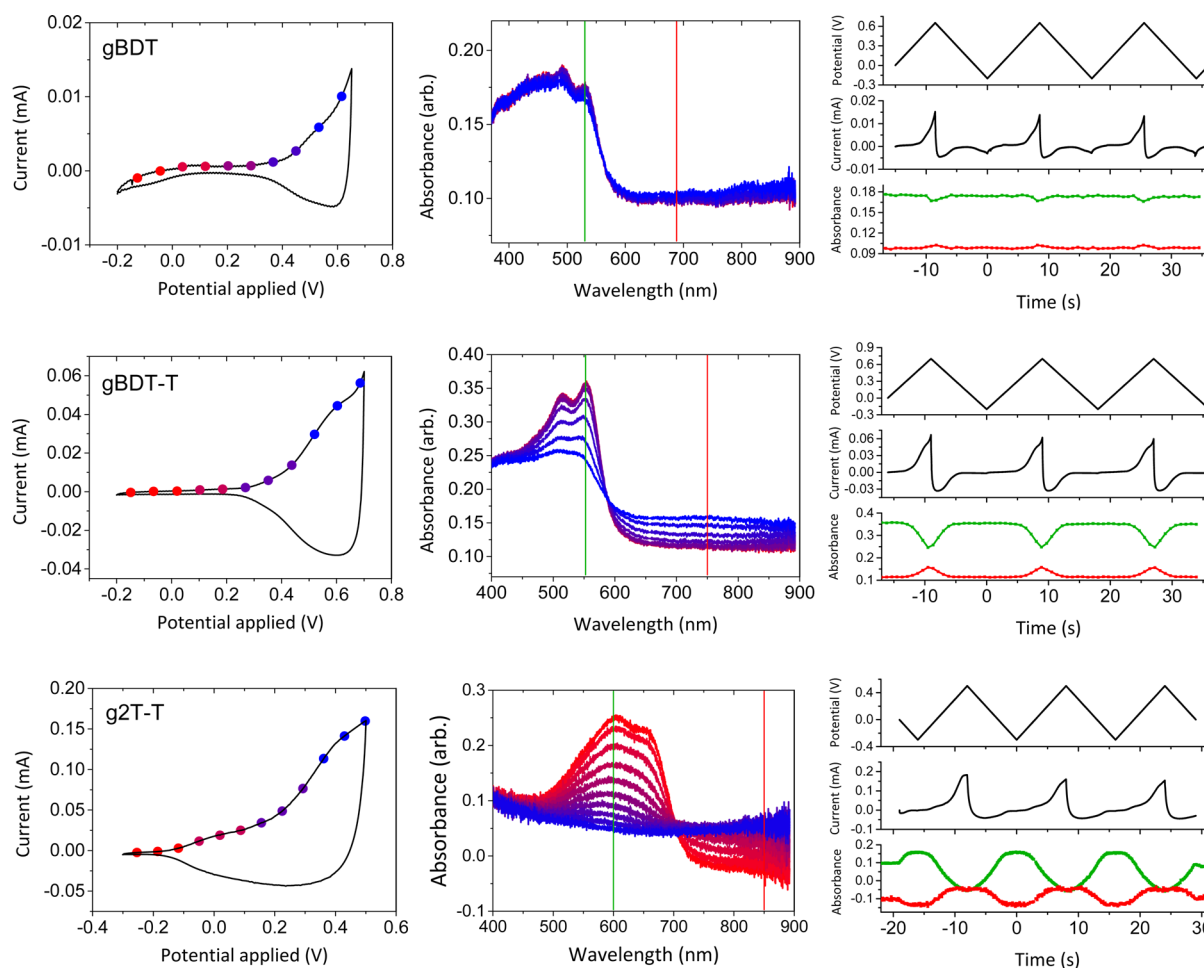 gBDT
0.02
0.01
0.00
-0.01
Current (mA)
-0.2 0.0 0.2 0.4 0.6 0.8
Potential applied (V)
0.20
0.15
0.10
Absorbance (arb.)
400 500 600 700 800 900
Wavelength (nm)
0.6
0.0
-0.3
Potential (V)
0.02
0.01
0.00
-0.01
Current (mA)
0.18
0.15
0.12
0.09
Absorbance
-10 0 10 20 30
Time (s)
gBDT-T
0.06
0.04
0.02
0.00
-0.02
-0.04
Current (mA)
-0.2 0.0 0.2 0.4 0.6 0.8
Potential applied (V)
0.40
0.35
0.30
0.25
0.20
0.15
0.10
Absorbance (arb.)
400 500 600 700 800 900
Wavelength (nm)
0.9
0.6
0.0
-0.3
Potential (V)
0.06
0.03
0.00
-0.03
Current (mA)
0.4
0.3
0.2
0.1
Absorbance
-10 0 10 20 30
Time (s)
g2T-T
0.20
0.15
0.10
0.05
0.00
-0.05
Current (mA)
-0.4 -0.2 0.0 0.2 0.4 0.6
Potential applied (V)
0.3
0.2
0.1
0.0
-0.1
Absorbance (arb.)
400 500 600 700 800 900
Wavelength (nm)
0.4
0.0
-0.4
Potential (V)
0.2
0.1
0.0
-0.1
Current (mA)
0.2
0.1
0.0
-0.1
Absorbance
-20 -10 0 10 20 30
Time (s)